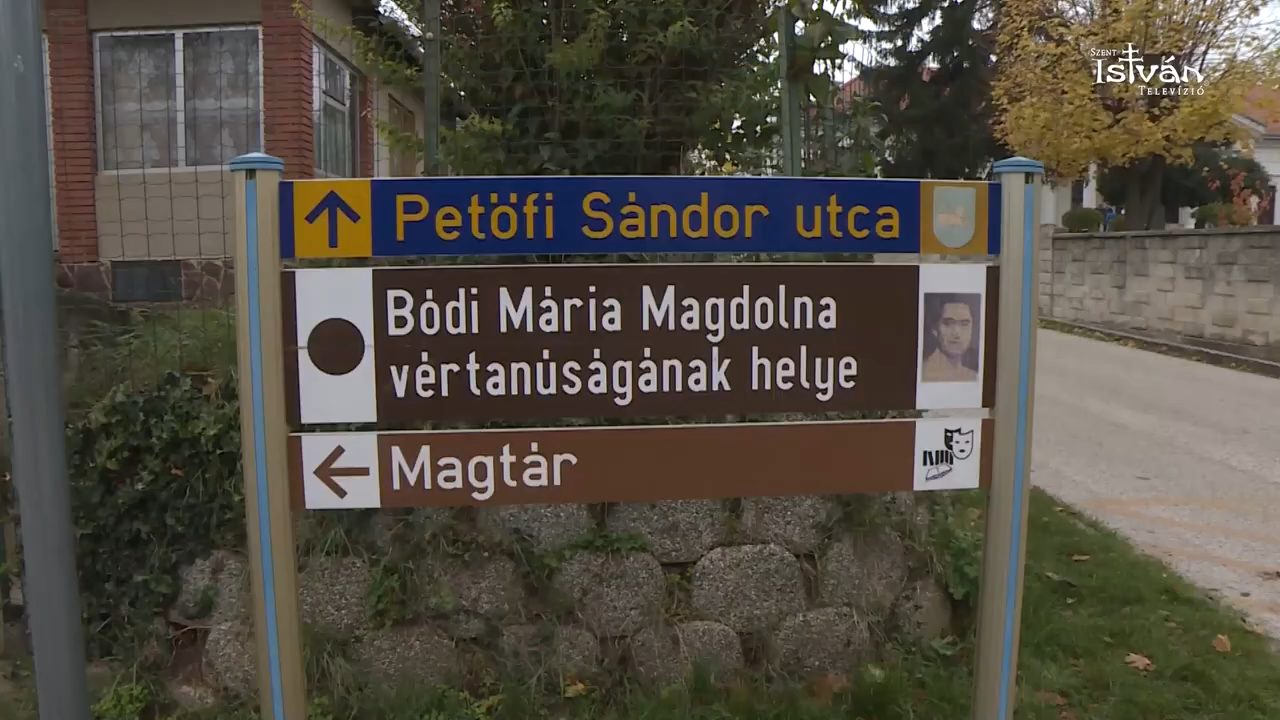 Szent
István
Televízió
Petőfi Sándor utca
Bódi Mária Magdolna
vértanúságának helye
Magtár